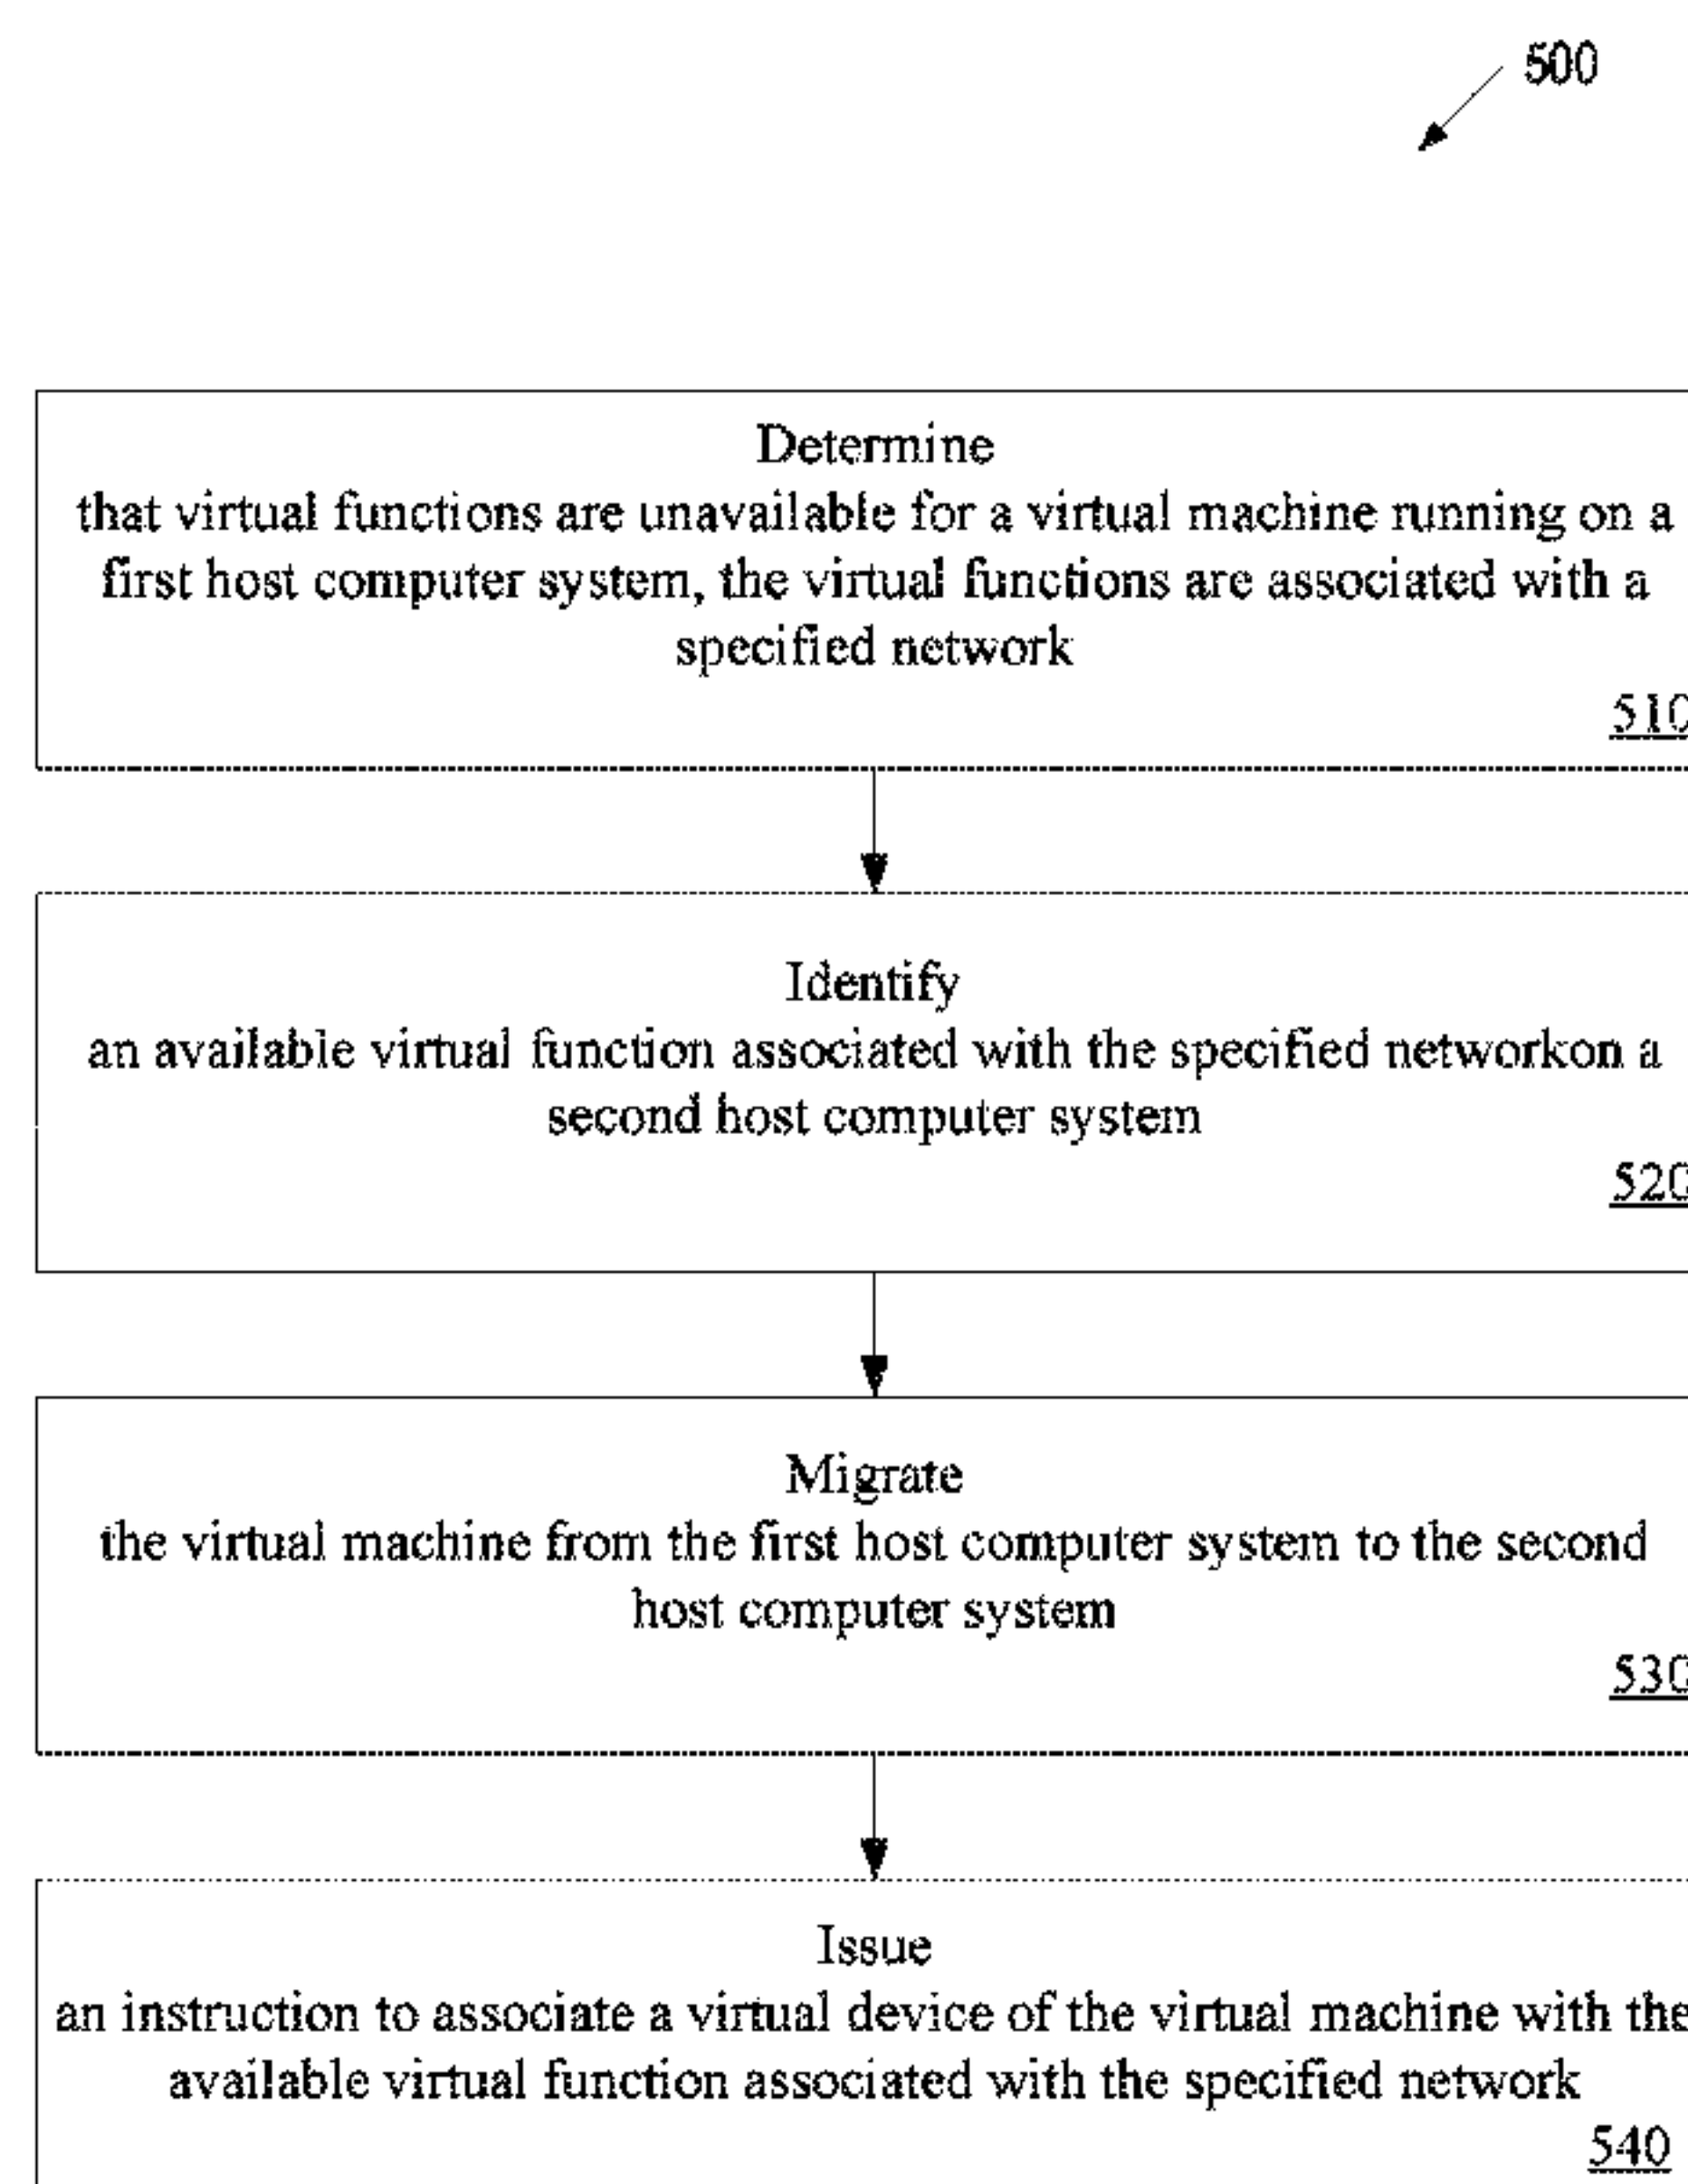 500
Determine
that virtual functions are unavailable for a virtual machine running on a
first host computer system, the virtual functions are associated with a
specified network
510
Identify
an available virtual function associated with the specified networkon a
second host computer system
520
Migrate
the virtual machine from the first host computer system to the second
host computer system
530
Issue
an instruction to associate a virtual device of the virtual machine with the
available virtual function associated with the specified network
540